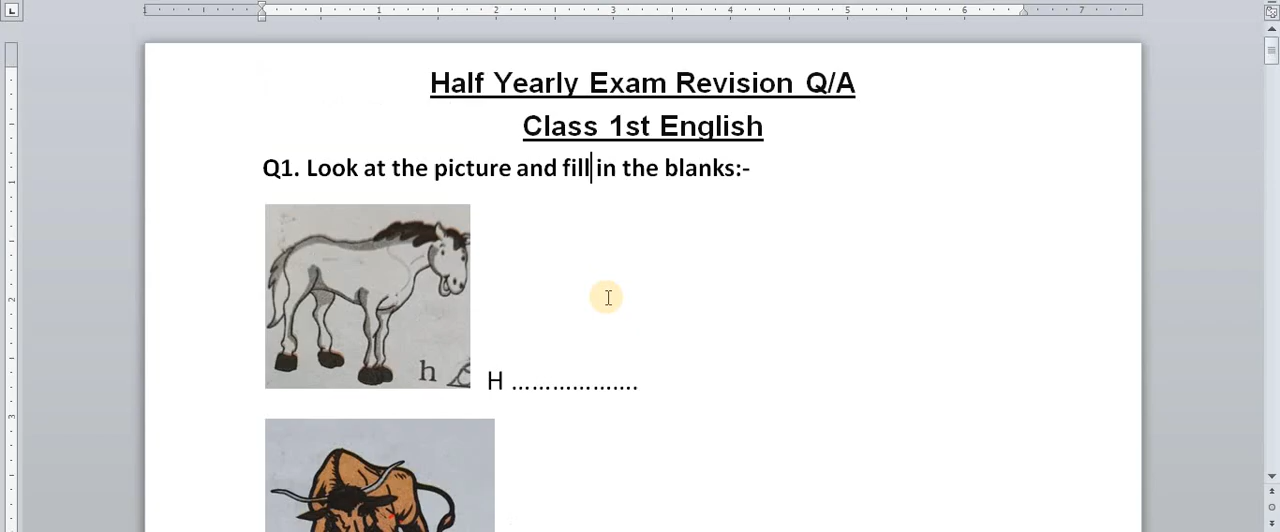 Half Yearly Exam Revision Q/A
Class 1st English
Q1. Look at the picture and fill in the blanks:-
h
H ...................